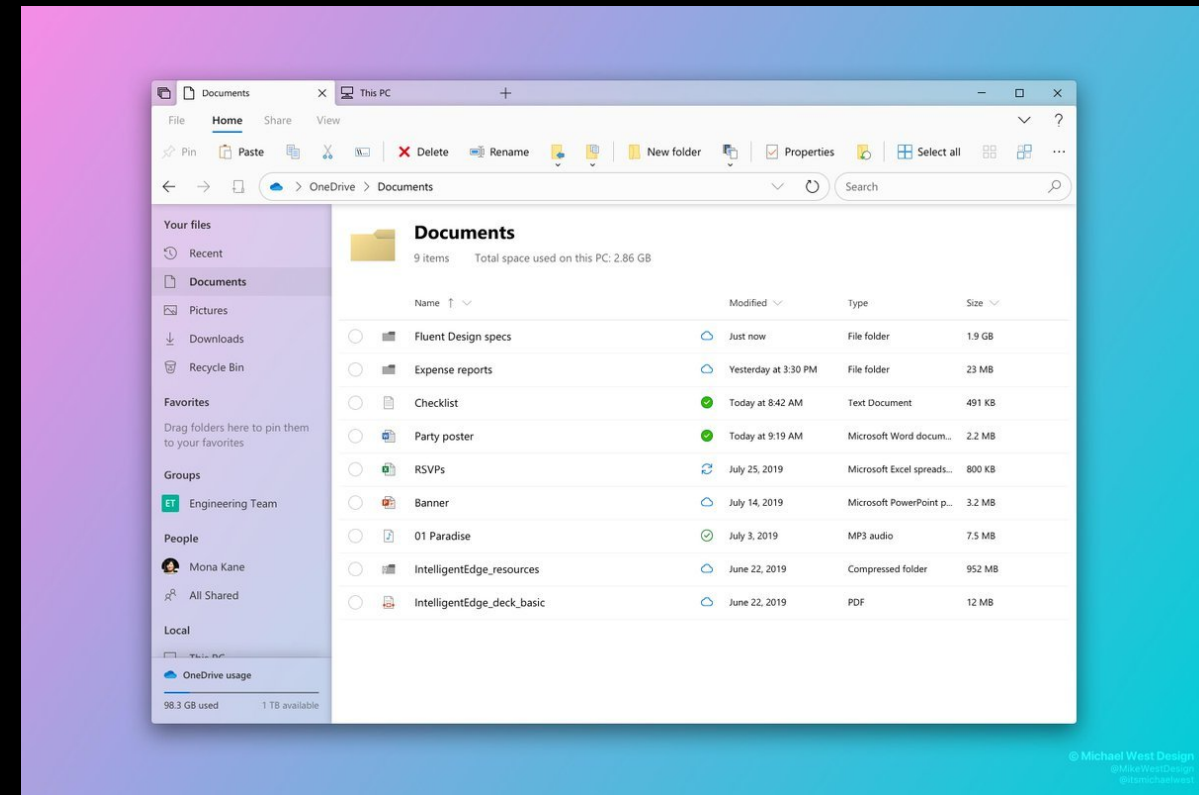 Documents
This PC
File Home Share View
Pin Paste Delete Rename New folder Properties Select all
OneDrive > Documents
Search
Your files
Recent
Documents
Pictures
Downloads
Recycle Bin
Favorites
Drag folders here to pin them
to your favorites
Groups
ET Engineering Team
People
Mona Kane
All Shared
Local
This PC
OneDrive usage
98.3 GB used 1 TB available
Documents
9 items Total space used on this PC: 2.86 GB
Name Modified Type Size
Fluent Design specs Just now File folder 1.9 GB
Expense reports Yesterday at 3:30 PM File folder 23 MB
Checklist Today at 8:42 AM Text Document 491 KB
Party poster Today at 9:19 AM Microsoft Word docum... 2.2 MB
RSVPs July 25, 2019 Microsoft Excel spreads... 800 KB
Banner July 14, 2019 Microsoft PowerPoint p... 3.2 MB
01 Paradise July 3, 2019 MP3 audio 7.5 MB
IntelligentEdge_resources June 22, 2019 Compressed folder 952 MB
IntelligentEdge_deck_basic June 22, 2019 PDF 12 MB
© Michael West Design
@MikeWestDesign
@itsmichaelwest